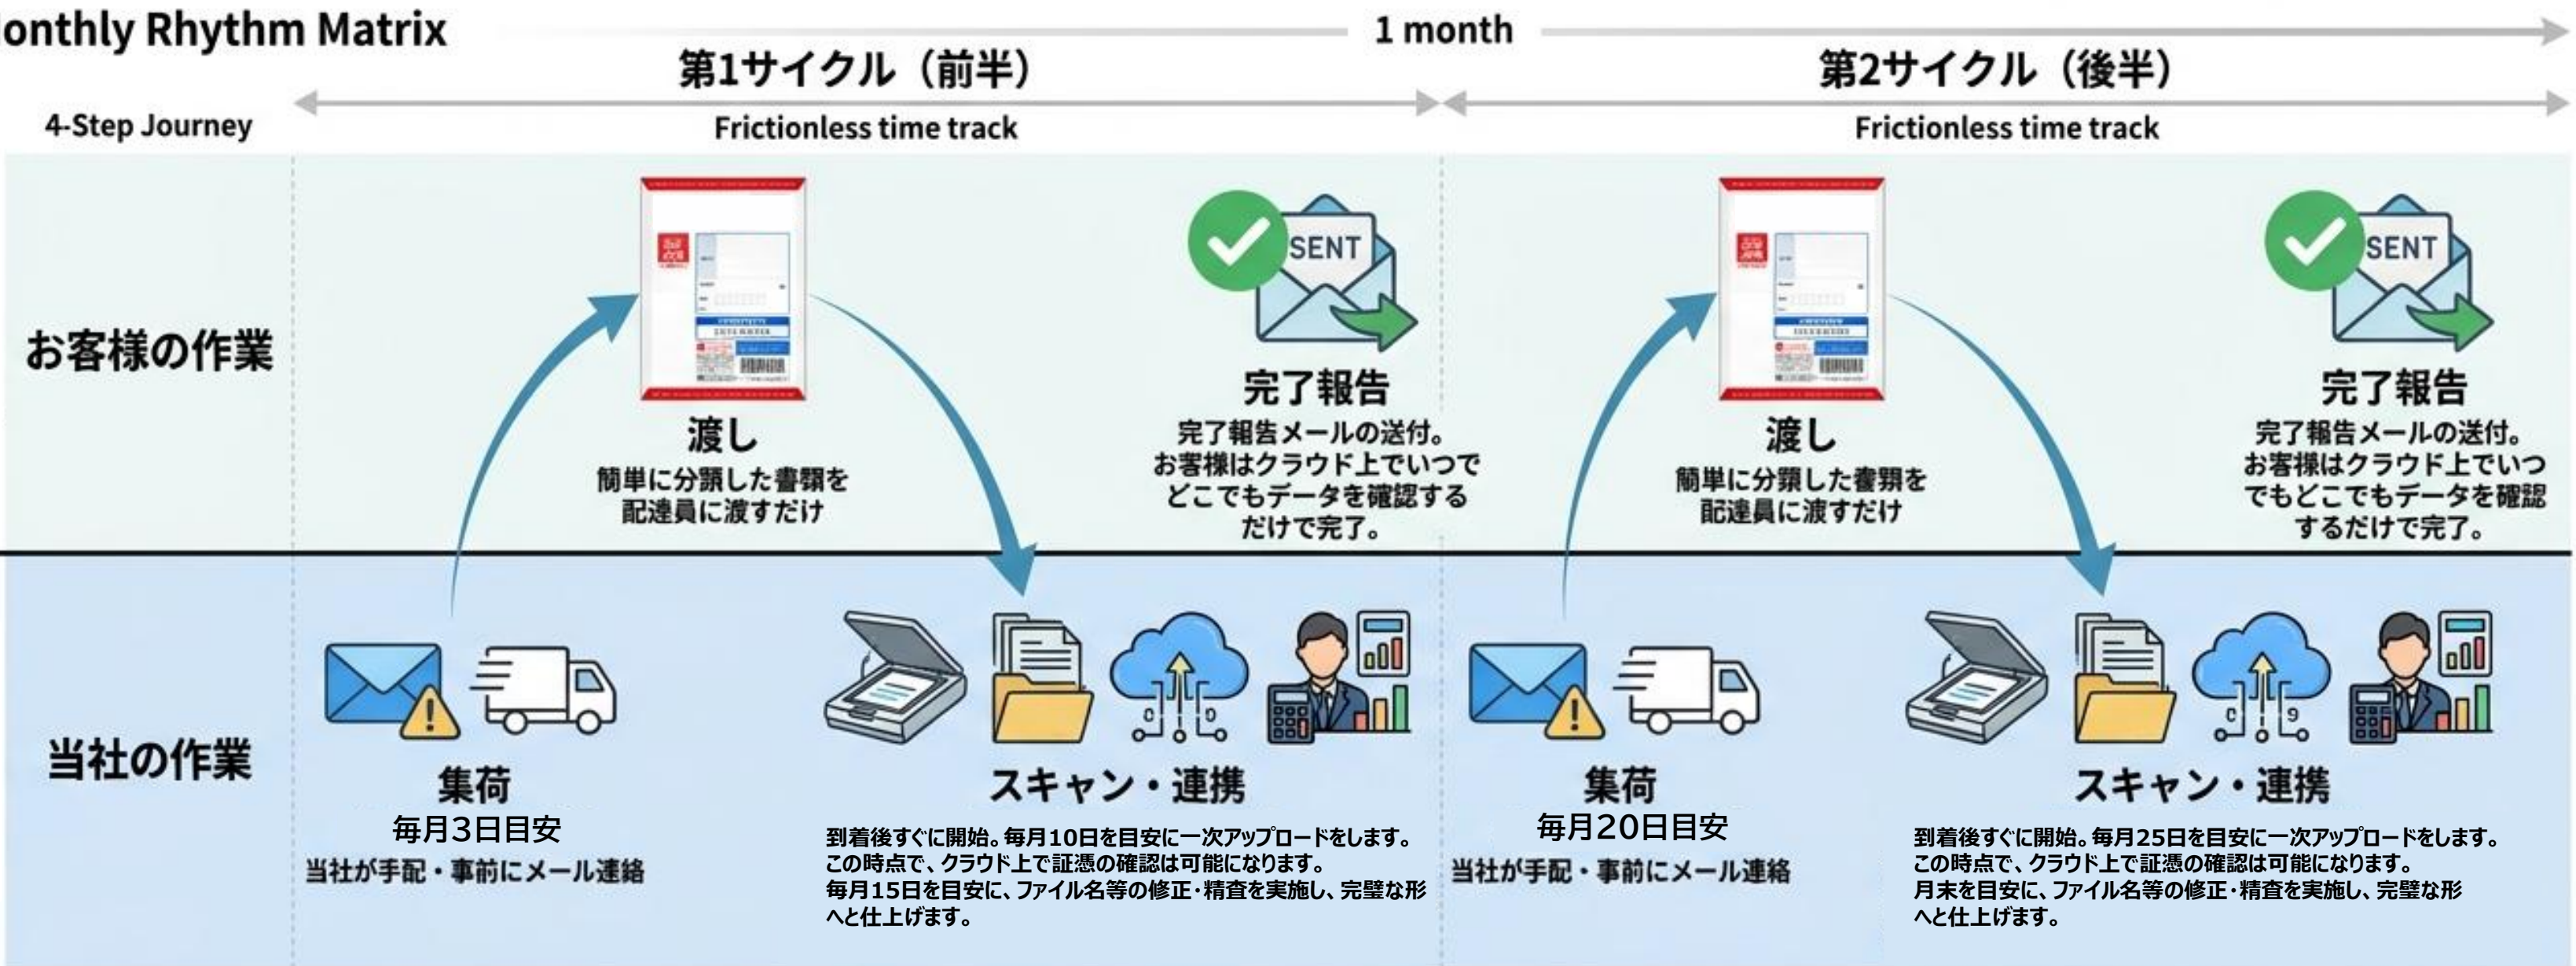 onthly Rhythm Matrix
1 month
第1サイクル（前半）
第2サイクル（後半）
4-Step Journey
Frictionless time track
Frictionless time track
お客様の作業
渡し
簡単に分類した書類を
配達員に渡すだけ
SENT
完了報告
完了報告メールの送付。
お客様はクラウド上でいつで
どこでもデータを確認する
だけで完了。
渡し
簡単に分類した書類を
配達員に渡すだけ
SENT
完了報告
完了報告メールの送付。
お客様はクラウド上でいつ
でもどこでもデータを確認
するだけで完了。
当社の作業
集荷
毎月3日目安
当社が手配・事前にメール連絡
スキャン・連携
到着後すぐに開始。毎月10日を目安に一次アップロードをします。
この時点で、クラウド上で証憑の確認は可能になります。
毎月15日を目安に、ファイル名等の修正・精査を実施し、完璧な形
へと仕上げます。
集荷
毎月20日目安
当社が手配・事前にメール連絡
スキャン・連携
到着後すぐに開始。毎月25日を目安に一次アップロードをします。
この時点で、クラウド上で証憑の確認は可能になります。
月末を目安に、ファイル名等の修正・精査を実施し、完璧な形
へと仕上げます。